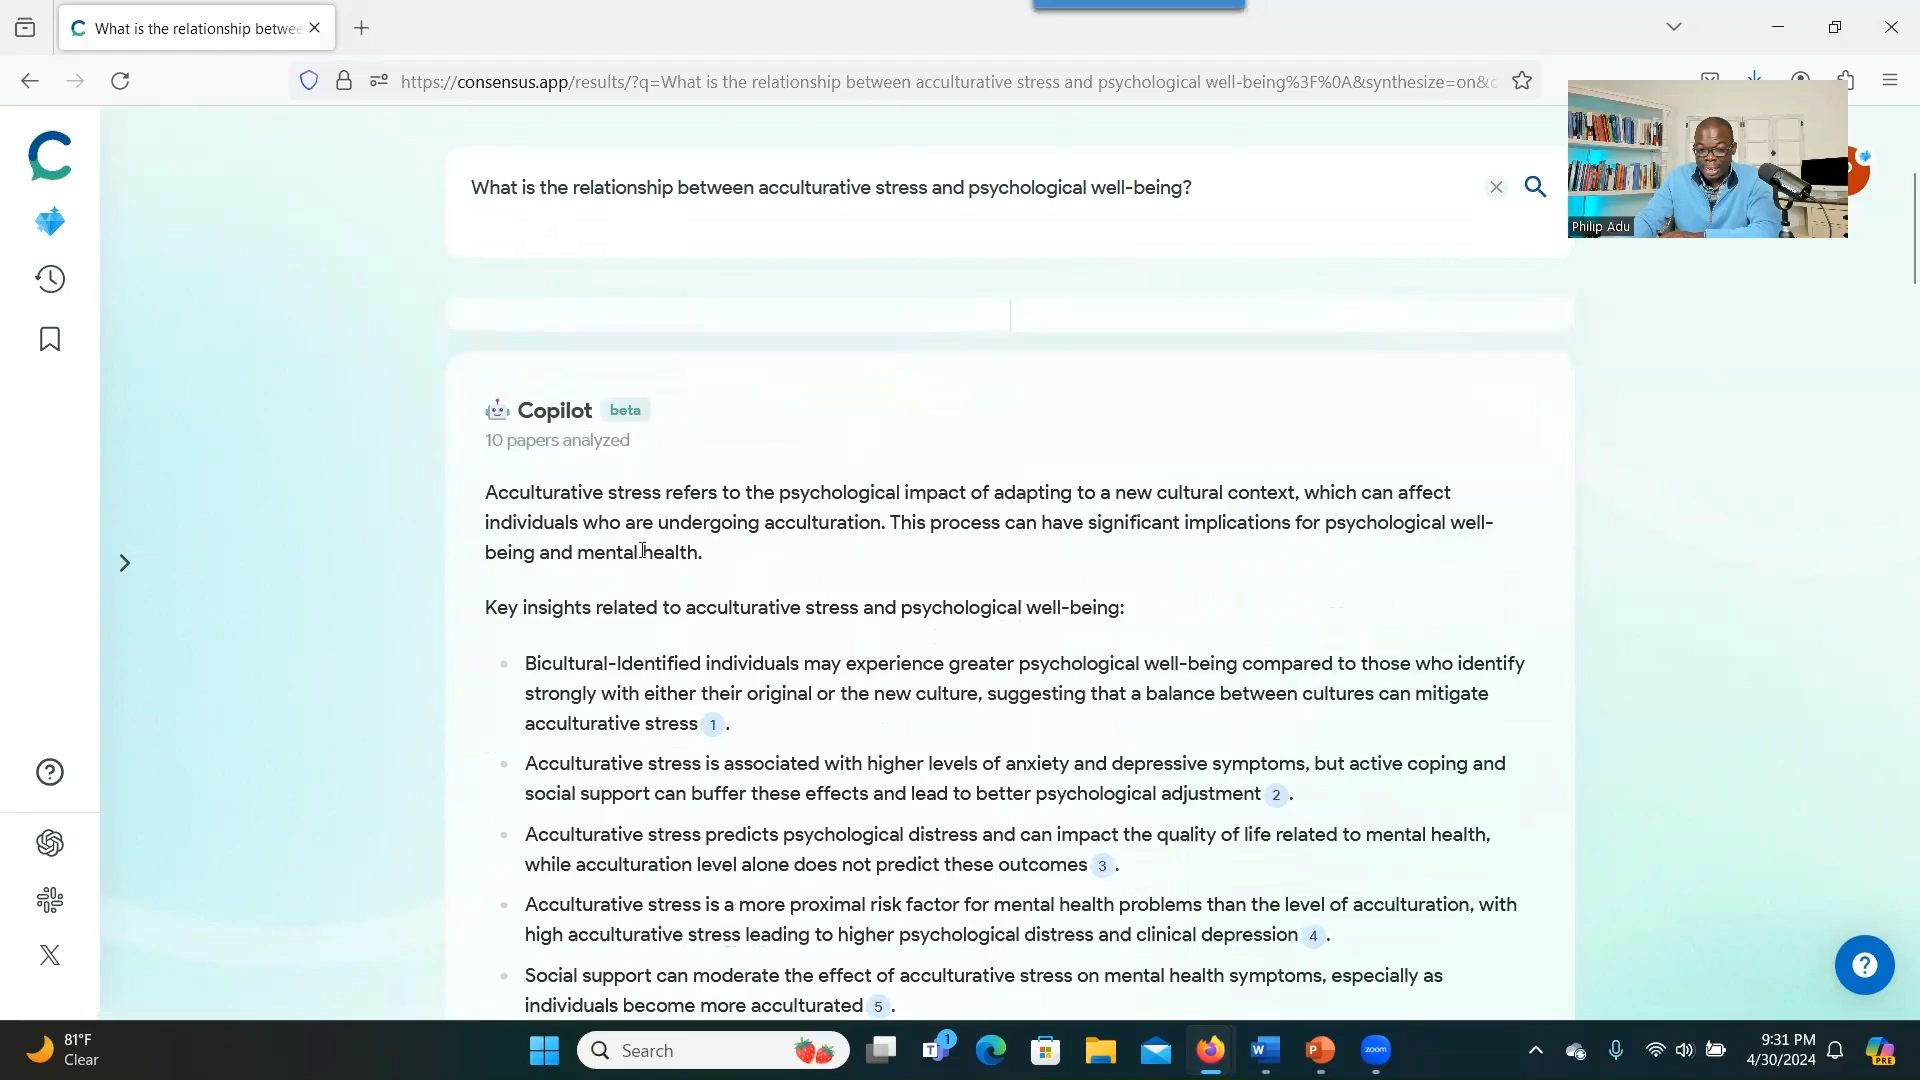 What is the relationship betwee
https://consensus.app/results/?q=What is the relationship between acculturative stress and psychological well-being%3F%0A&synthesize=on&c
What is the relationship between acculturative stress and psychological well-being?
Philip Adu
Copilot beta
10 papers analyzed
Acculturative stress refers to the psychological impact of adapting to a new cultural context, which can affect
individuals who are undergoing acculturation. This process can have significant implications for psychological well-
being and mental health.
Key insights related to acculturative stress and psychological well-being:
Bicultural-Identified individuals may experience greater psychological well-being compared to those who identify
strongly with either their original or the new culture, suggesting that a balance between cultures can mitigate
acculturative stress 1 .
Acculturative stress is associated with higher levels of anxiety and depressive symptoms, but active coping and
social support can buffer these effects and lead to better psychological adjustment 2 .
Acculturative stress predicts psychological distress and can impact the quality of life related to mental health,
while acculturation level alone does not predict these outcomes 3 .
Acculturative stress is a more proximal risk factor for mental health problems than the level of acculturation, with
high acculturative stress leading to higher psychological distress and clinical depression 4 .
Social support can moderate the effect of acculturative stress on mental health symptoms, especially as
individuals become more acculturated 5 .
81°F
Clear
Search
1
zoom
9:31 PM
4/30/2024
PRE